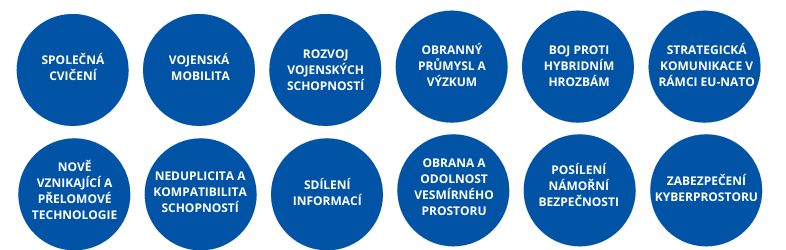 SPOLEČNÁ
CVIČENÍ
VOJENSKÁ
MOBILITA
ROZVOJ
VOJENSKÝCH
SCHOPNOSTÍ
OBRANNÝ
PRŮMYSL A
VÝZKUM
BOJ PROTI
HYBRIDNÍM
HROZBÁM
STRATEGICKÁ
KOMUNIKACE V
RÁMCI EU-NATO
NOVĚ
VZNIKAJÍCÍ A
PŘELOMOVÉ
TECHNOLOGIE
NEDUPLICITA A
KOMPATIBILITA
SCHOPNOSTÍ
SDÍLENÍ
INFORMACÍ
OBRANA A
ODOLNOST
VESMÍRNÉHO
PROSTORU
POSÍLENÍ
NÁMOŘNÍ
BEZPEČNOSTI
ZABEZPEČENÍ
KYBERPROSTORU